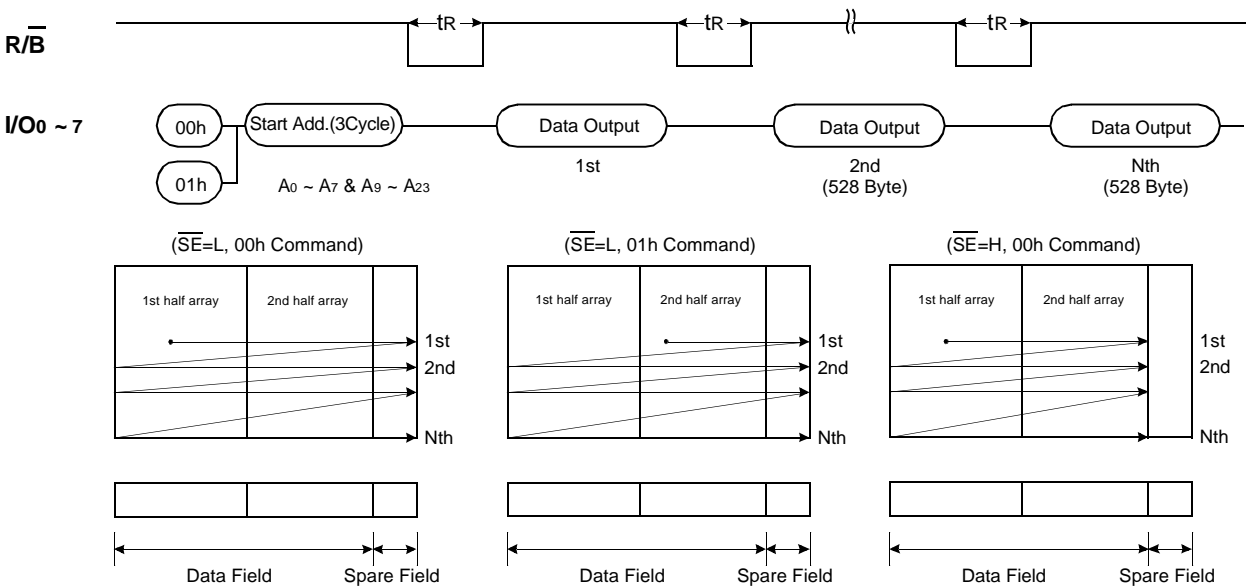 tR tR tR
R/B
I/O0 ~ 7 00h Start Add.(3Cycle) Data Output Data Output Data Output
01h A0 ~ A7 & A9 ~ A23 1st 2nd Nth
(528 Byte) (528 Byte)
(SE=L, 00h Command) (SE=L, 01h Command) (SE=H, 00h Command)
1st half array 2nd half array 1st half array 2nd half array 1st half array 2nd half array
1st 1st 1st
2nd 2nd 2nd
Nth Nth Nth
Data Field Spare Field Data Field Spare Field Data Field Spare Field